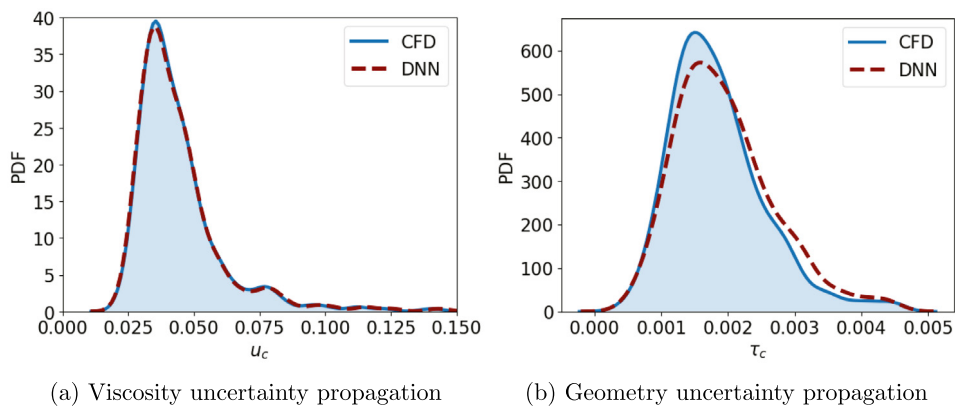 40
35
30
25
20
15
10
5
0
PDF
CFD
DNN
0.000 0.025 0.050 0.075 0.100 0.125 0.150
u_c
(a) Viscosity uncertainty propagation
600
500
400
300
200
100
0
PDF
CFD
DNN
0.000 0.001 0.002 0.003 0.004 0.005
τ_c
(b) Geometry uncertainty propagation